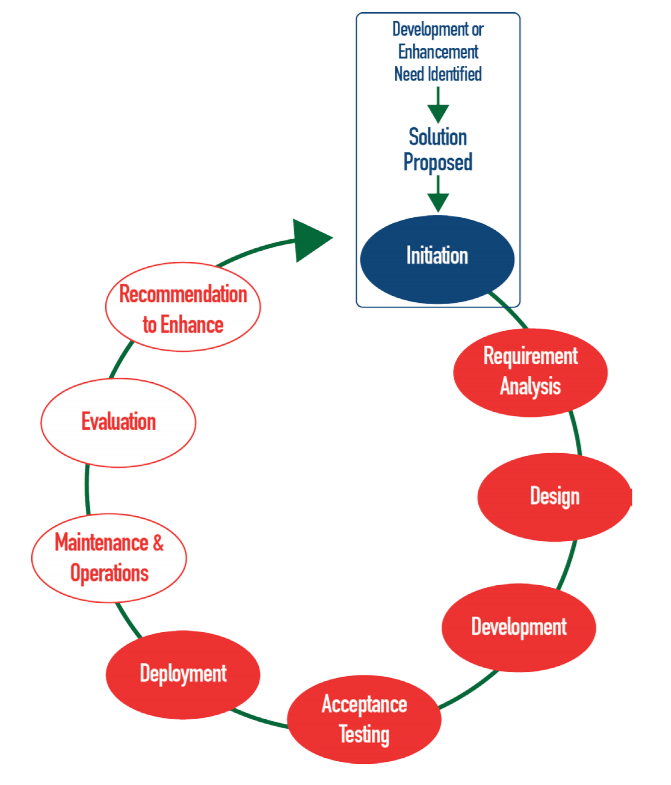 Development or
Enhancement
Need Identified
Solution
Proposed
Initiation
Requirement
Analysis
Design
Development
Acceptance
Testing
Deployment
Maintenance &
Operations
Evaluation
Recommendation
to Enhance